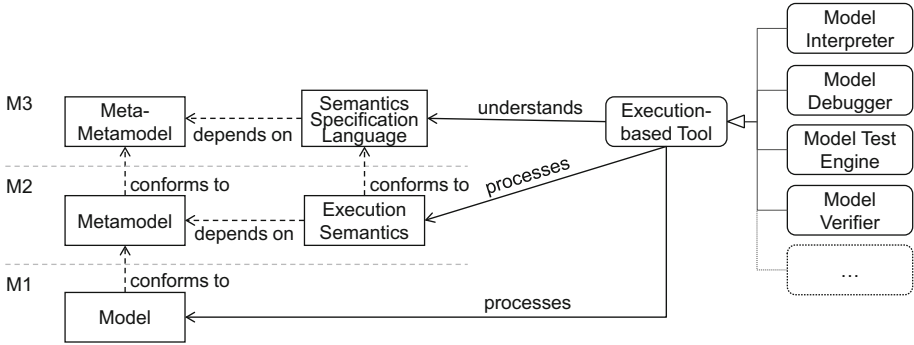 Model
Interpreter
M3
Meta-
Metamodel
depends on
Semantics
Specification
Language
understands
Execution-
based Tool
Model
Debugger
Model Test
Engine
M2
conforms to
conforms to
processes
Metamodel
depends on
Execution
Semantics
Model
Verifier
M1
conforms to
...
Model
processes